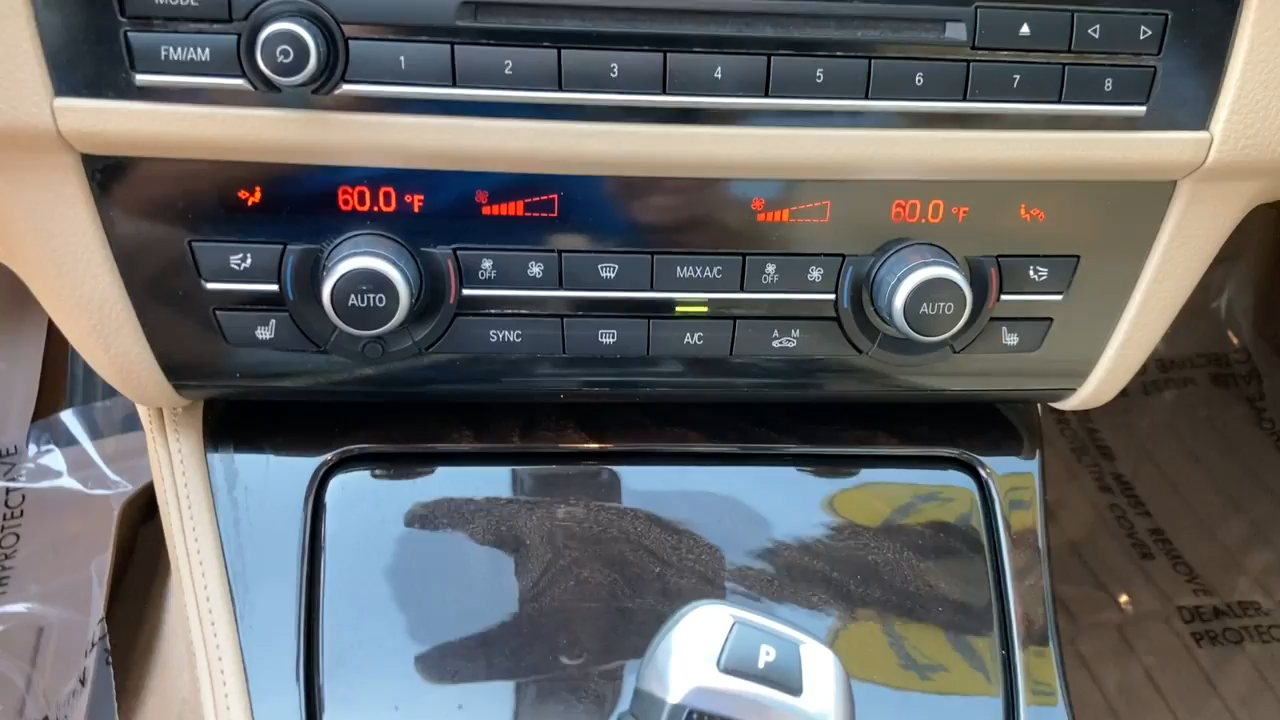 MODE
FM/AM
1 2 3 4 5 6 7 8
60.0 °F
60.0 °F
OFF
MAX A/C
OFF
AUTO
AUTO
SYNC
A/C
A M
P
PROTECTIVE
DEALER MUST REMOVE
PROTECTIVE COVER
DEALER
PROTEC